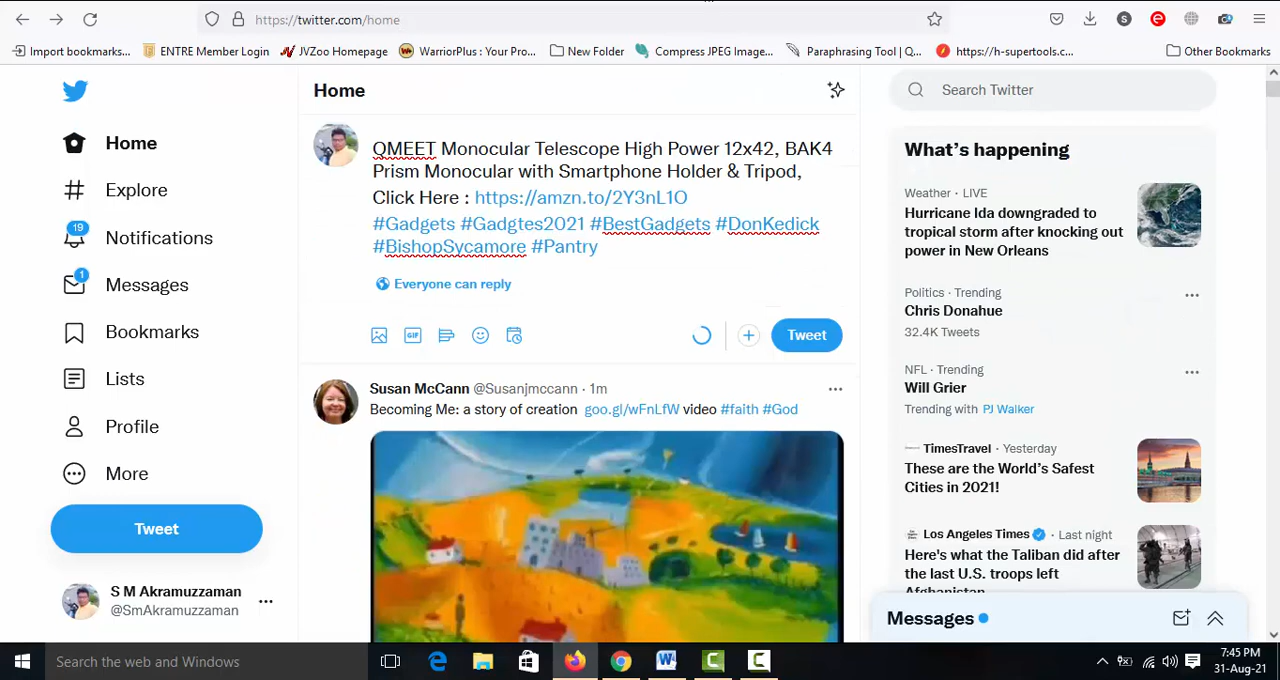 https://twitter.com/home
Import bookmarks...
ENTRE Member Login
JVZoo Homepage
WarriorPlus : Your Pro...
New Folder
Compress JPEG Image...
Paraphrasing Tool | Q...
https://h-supertools.c...
Other Bookmarks
Home
Explore
19
Notifications
1
Messages
Bookmarks
Lists
Profile
More
Tweet
S M Akramuzzaman
@SmAkramuzzaman
Home
QMEET Monocular Telescope High Power 12x42, BAK4
Prism Monocular with Smartphone Holder & Tripod,
Click Here : https://amzn.to/2Y3nL1O
#Gadgets #Gadgtes2021 #BestGadgets #DonKedick
#BishopSycamore #Pantry
Everyone can reply
GIF
Tweet
Susan McCann @Susanjmccann · 1m
Becoming Me: a story of creation goo.gl/wFnLfW video #faith #God
Search Twitter
What's happening
Weather · LIVE
Hurricane Ida downgraded to
tropical storm after knocking out
power in New Orleans
Politics · Trending
Chris Donahue
32.4K Tweets
NFL · Trending
Will Grier
Trending with PJ Walker
TimesTravel · Yesterday
These are the World's Safest
Cities in 2021!
Los Angeles Times · Last night
Here's what the Taliban did after
the last U.S. troops left
Afghanistan
Messages
Search the web and Windows
7:45 PM
31-Aug-21